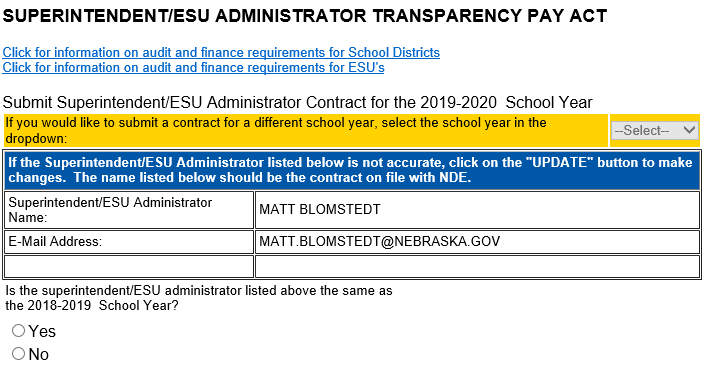 SUPERINTENDENT/ESU ADMINISTRATOR TRANSPARENCY PAY ACT
Click for information on audit and finance requirements for School Districts
Click for information on audit and finance requirements for ESU's
Submit Superintendent/ESU Administrator Contract for the 2019-2020 School Year
If you would like to submit a contract for a different school year, select the school year in the
dropdown:
--Select--
If the Superintendent/ESU Administrator listed below is not accurate, click on the "UPDATE" button to make
changes. The name listed below should be the contract on file with NDE.
Superintendent/ESU Administrator
Name:
MATT BLOMSTEDT
E-Mail Address:
MATT.BLOMSTEDT@NEBRASKA.GOV
Is the superintendent/ESU administrator listed above the same as
the 2018-2019 School Year?
Yes
No